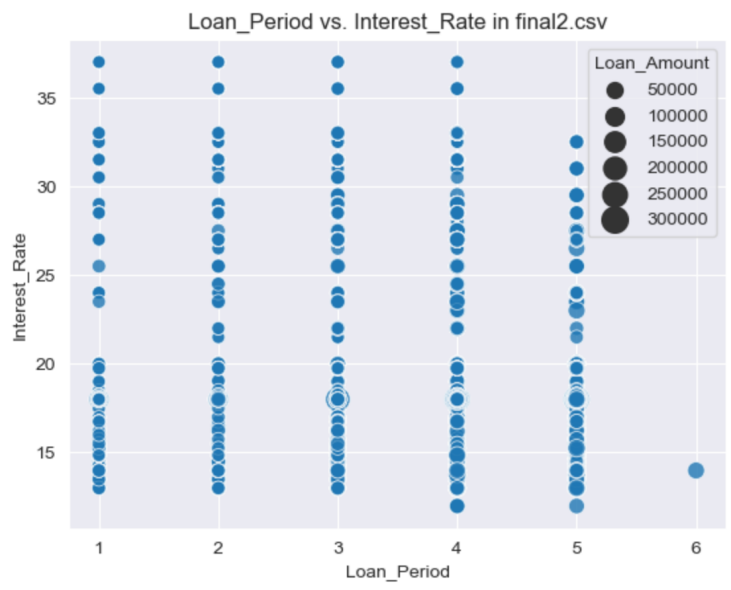 Loan_Period vs. Interest_Rate in final2.csv
Loan_Amount
50000
100000
150000
200000
250000
300000
Interest_Rate
35
30
25
20
15
1 2 3 4 5 6
Loan_Period